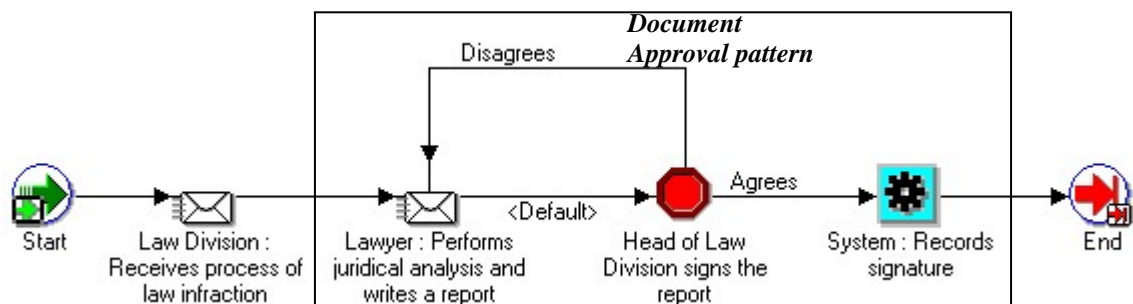 Document
Approval pattern
Disagrees
Agrees
<Default>
Start
Law Division :
Receives process of
law infraction
Lawyer : Performs
juridical analysis and
writes a report
Head of Law
Division signs the
report
System : Records
signature
End